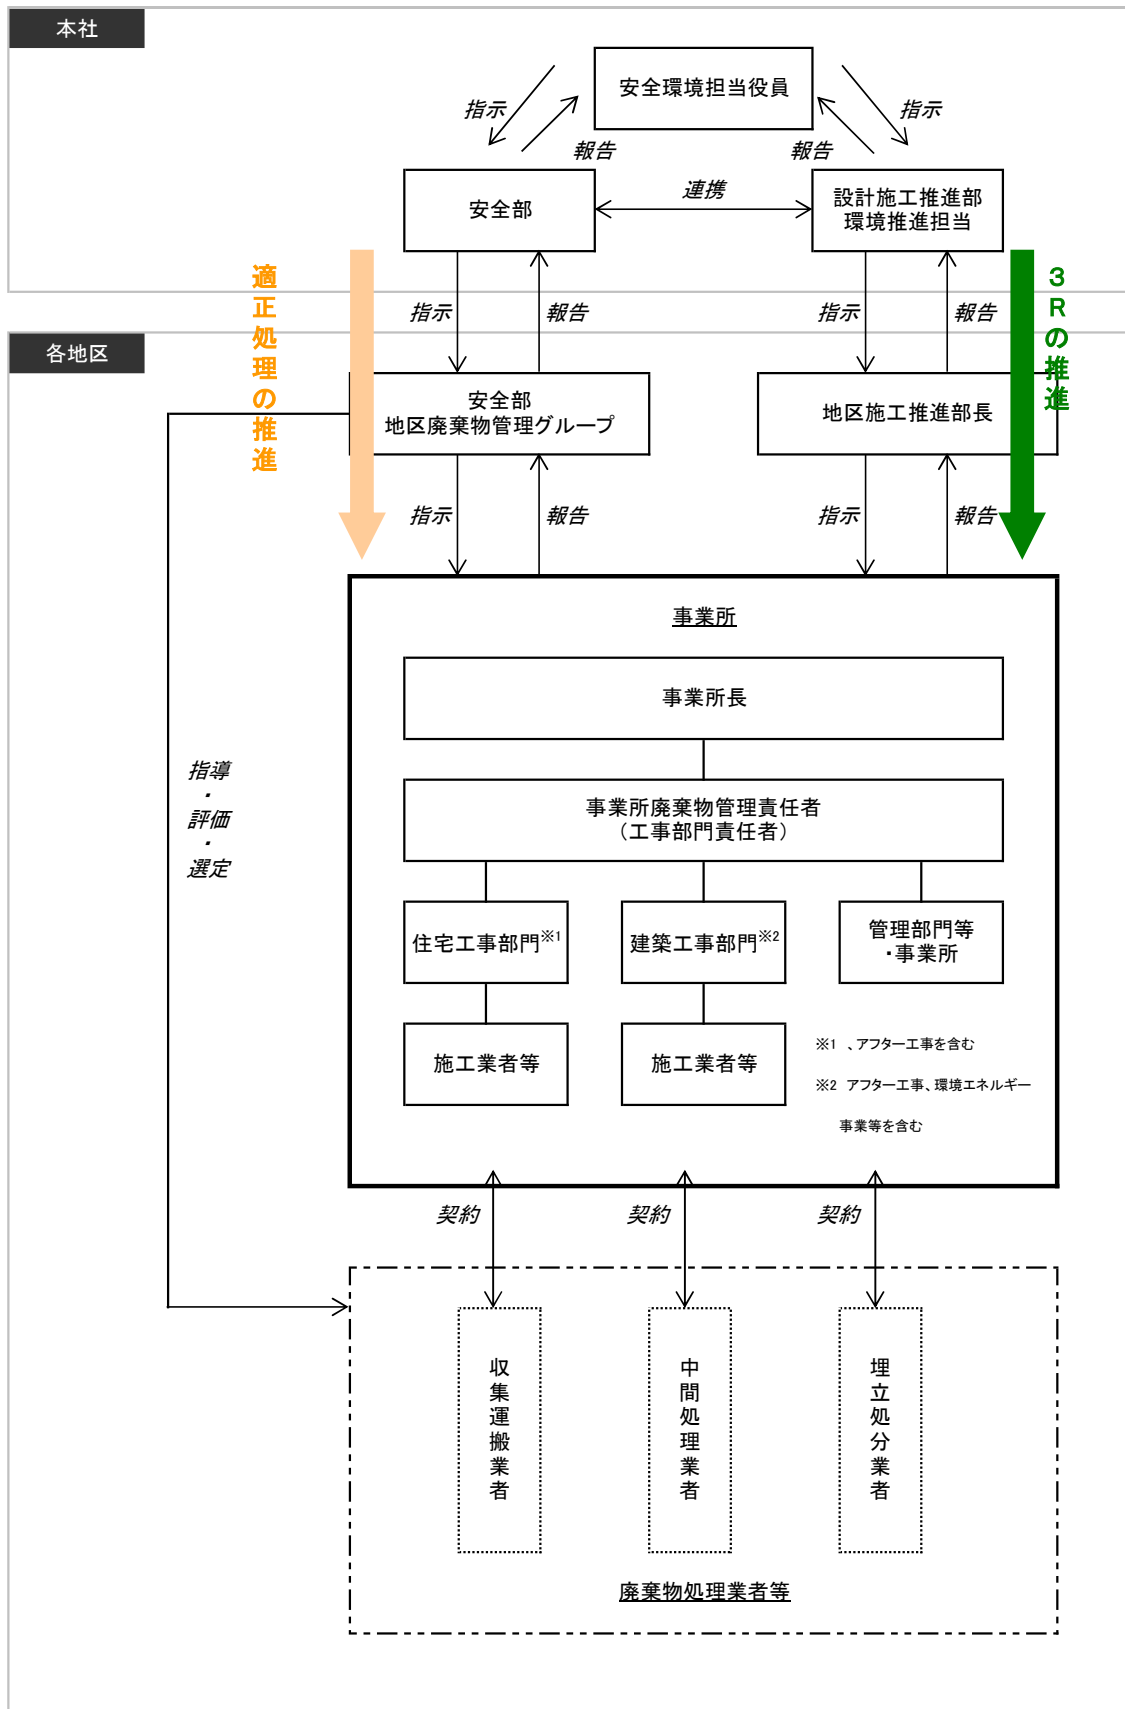 本社
安全環境担当役員
指示
指示
報告
報告
連携
安全部
設計施工推進部
環境推進担当
適正処理の推進
3Rの推進
指示
報告
指示
報告
各地区
安全部
地区廃棄物管理グループ
地区施工推進部長
指示
報告
指示
報告
事業所
事業所長
指導
・
評価
・
選定
事業所廃棄物管理責任者
（工事部門責任者）
住宅工事部門※1
建築工事部門※2
管理部門等
・事業所
施工業者等
施工業者等
※1 、アフター工事を含む
※2 アフター工事、環境エネルギー
事業等を含む
契約
契約
契約
収集運搬業者
中間処理業者
埋立処分業者
廃棄物処理業者等